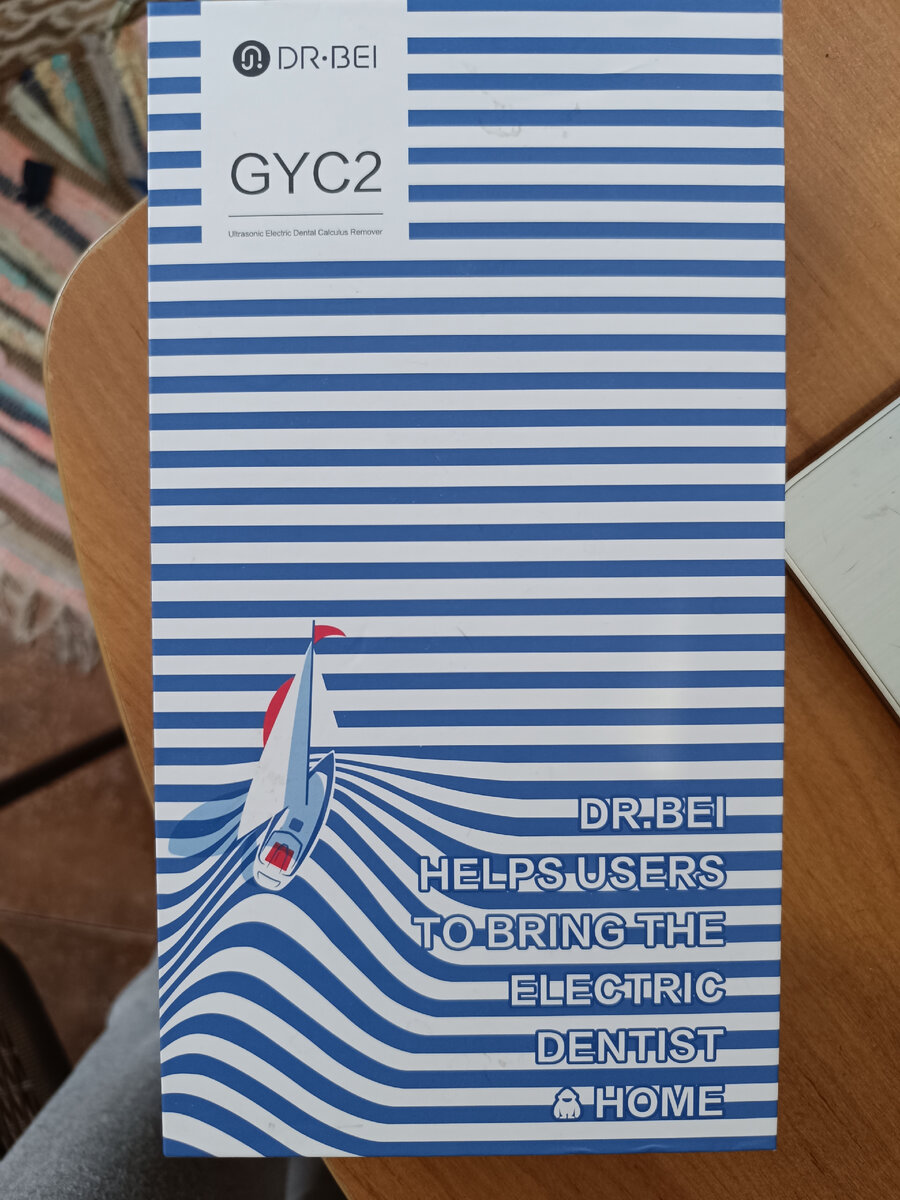 DR·BEI
GYC2
Ultrasonic Electric Dental Calculus Remover
DR.BEI
HELPS USERS
TO BRING THE
ELECTRIC
DENTIST
HOME